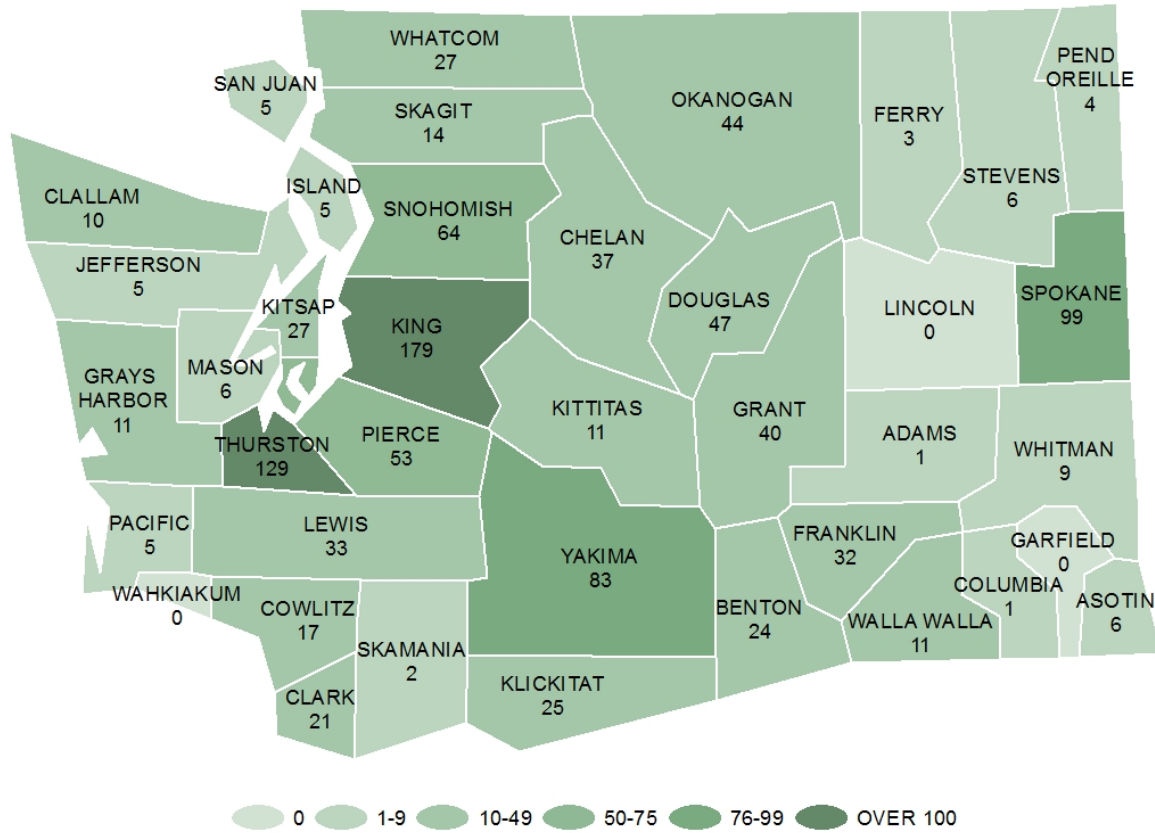 WHATCOM
27
SAN JUAN
5
SKAGIT
14
OKANOGAN
44
FERRY
3
PEND
OREILLE
4
STEVENS
6
CLALLAM
10
ISLAND
5
SNOHOMISH
64
CHELAN
37
JEFFERSON
5
KITSAP
27
KING
179
DOUGLAS
47
LINCOLN
0
SPOKANE
99
GRAYS
HARBOR
11
MASON
6
THURSTON
129
PIERCE
53
KITTITAS
11
GRANT
40
ADAMS
1
WHITMAN
9
PACIFIC
5
LEWIS
33
YAKIMA
83
FRANKLIN
32
GARFIELD
0
WAHKIAKUM
0
COWLITZ
17
SKAMANIA
2
BENTON
24
WALLA WALLA
11
COLUMBIA
1
ASOTIN
6
CLARK
21
KLICKITAT
25
0 1-9 10-49 50-75 76-99 OVER 100